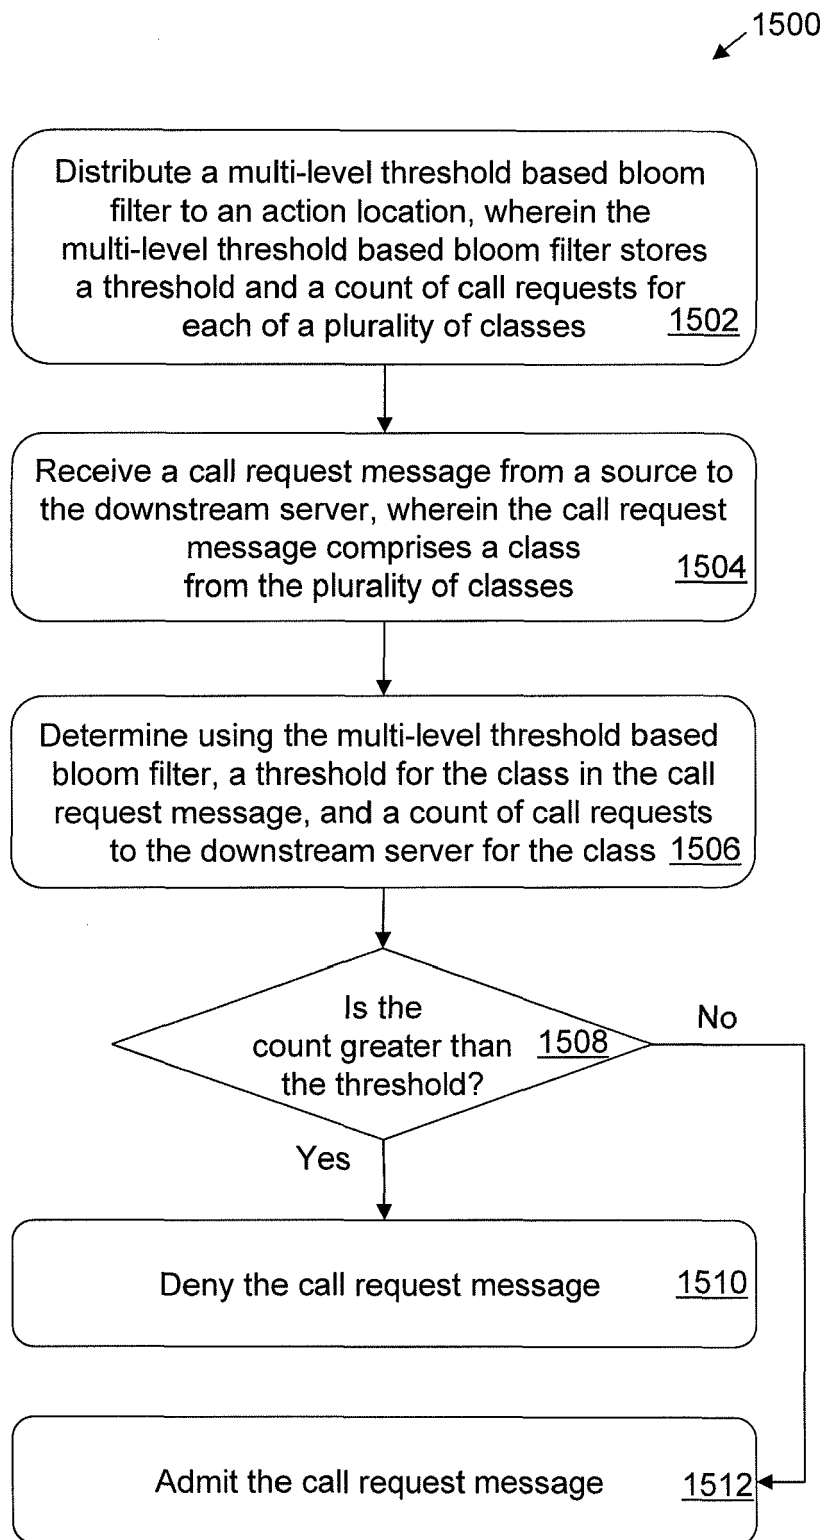 1500
Distribute a multi-level threshold based bloom
filter to an action location, wherein the
multi-level threshold based bloom filter stores
a threshold and a count of call requests for
each of a plurality of classes 1502
Receive a call request message from a source to
the downstream server, wherein the call request
message comprises a class
from the plurality of classes 1504
Determine using the multi-level threshold based
bloom filter, a threshold for the class in the call
request message, and a count of call requests
to the downstream server for the class 1506
Is the
count greater than 1508
the threshold?
No
Yes
Deny the call request message 1510
Admit the call request message 1512